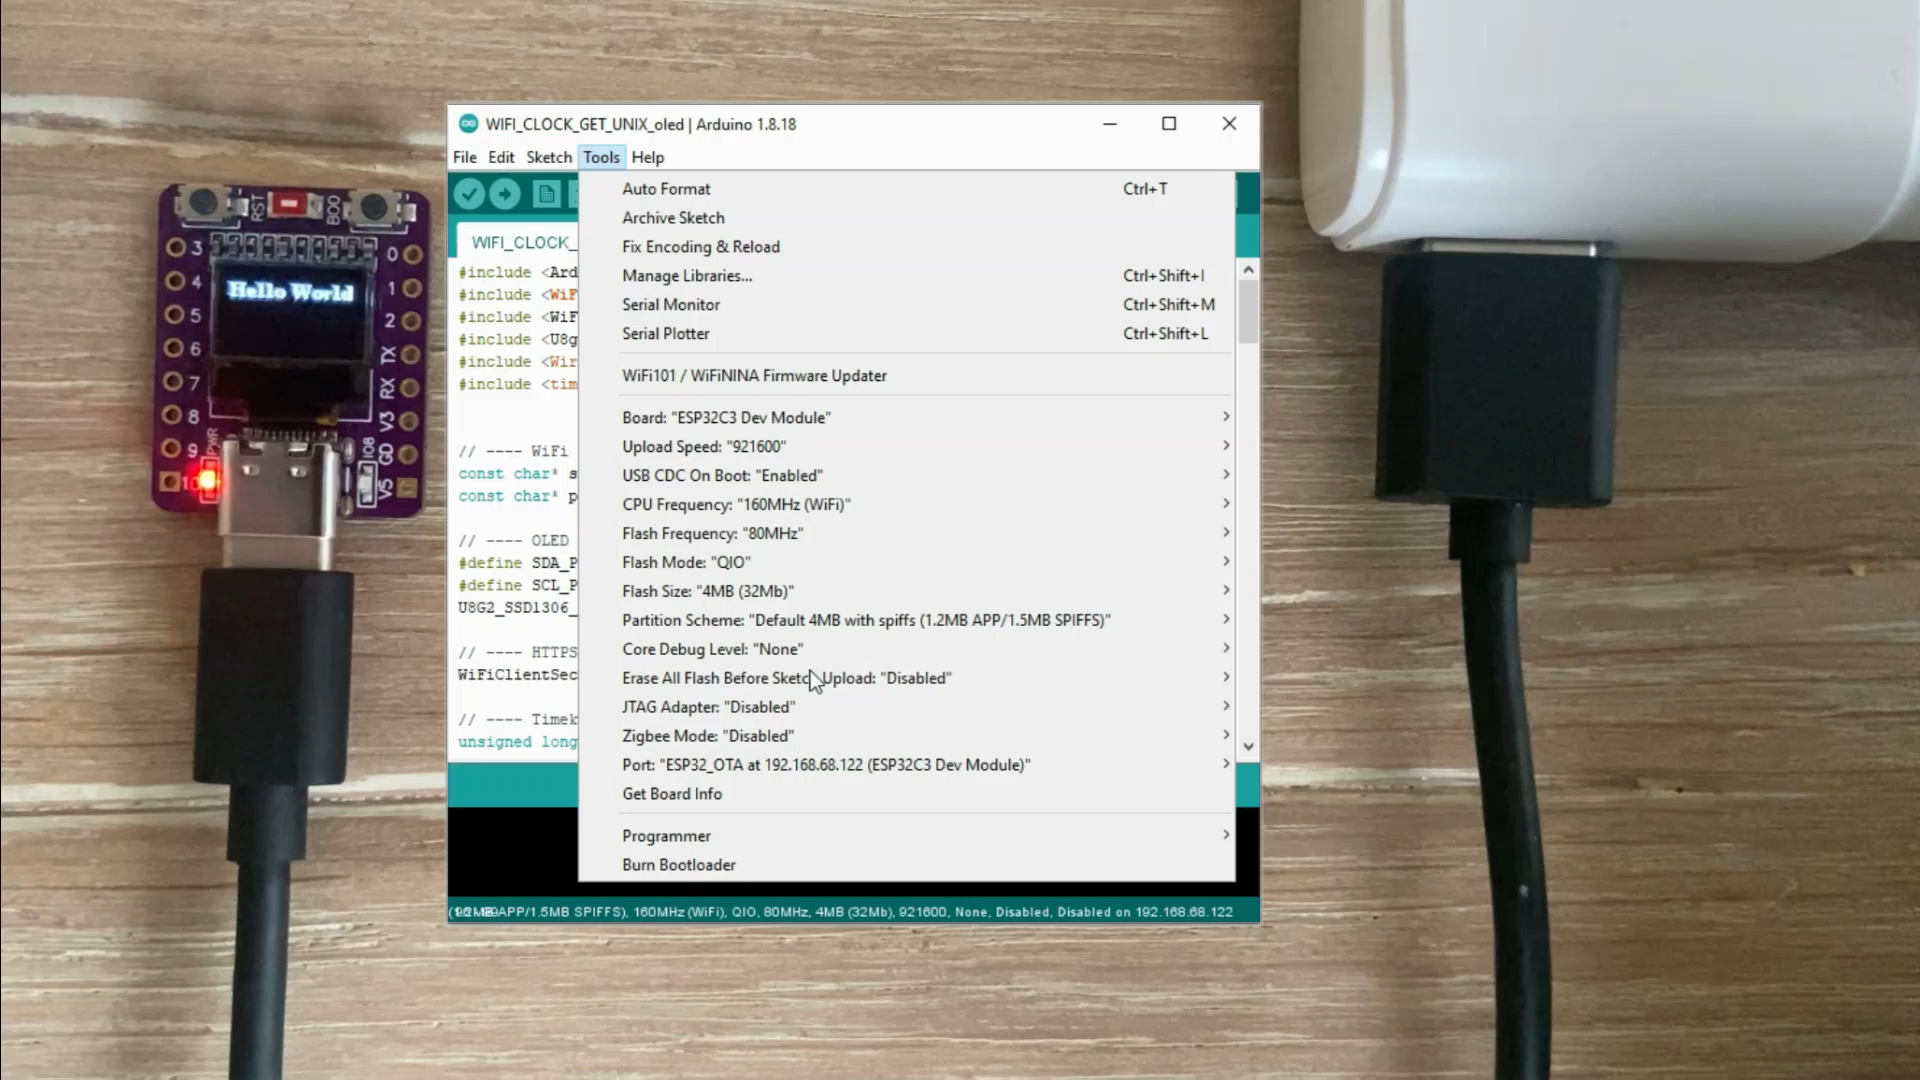 WIFI_CLOCK_GET_UNIX_oled | Arduino 1.8.18
File Edit Sketch Tools Help
Auto Format Ctrl+T
Archive Sketch
Fix Encoding & Reload
Manage Libraries... Ctrl+Shift+I
Serial Monitor Ctrl+Shift+M
Serial Plotter Ctrl+Shift+L
WiFi101 / WiFiNINA Firmware Updater
Board: "ESP32C3 Dev Module"
Upload Speed: "921600"
USB CDC On Boot: "Enabled"
CPU Frequency: "160MHz (WiFi)"
Flash Frequency: "80MHz"
Flash Mode: "QIO"
Flash Size: "4MB (32Mb)"
Partition Scheme: "Default 4MB with spiffs (1.2MB APP/1.5MB SPIFFS)"
Core Debug Level: "None"
Erase All Flash Before Sketch Upload: "Disabled"
JTAG Adapter: "Disabled"
Zigbee Mode: "Disabled"
Port: "ESP32_OTA at 192.168.68.122 (ESP32C3 Dev Module)"
Get Board Info
Programmer
Burn Bootloader
WIFI_CLOCK_
#include <Ard
#include <WiF
#include <WiF
#include <U8g
#include <Wir
#include <tim
// ---- WiFi
const char* s
const char* p
// ---- OLED
#define SDA_P
#define SCL_P
U8G2_SSD1306_
// ---- HTTPS
WiFiClientSec
// ---- Timek
unsigned long
APP/1.5MB SPIFFS), 160MHz (WiFi), QIO, 80MHz, 4MB (32Mb), 921600, None, Disabled, Disabled on 192.168.68.122
RST
BOO
Hello World
3 0
4 1
5 2
6 TX
7 RX
8 V3
9 GD
10 V5
PWR
IO8